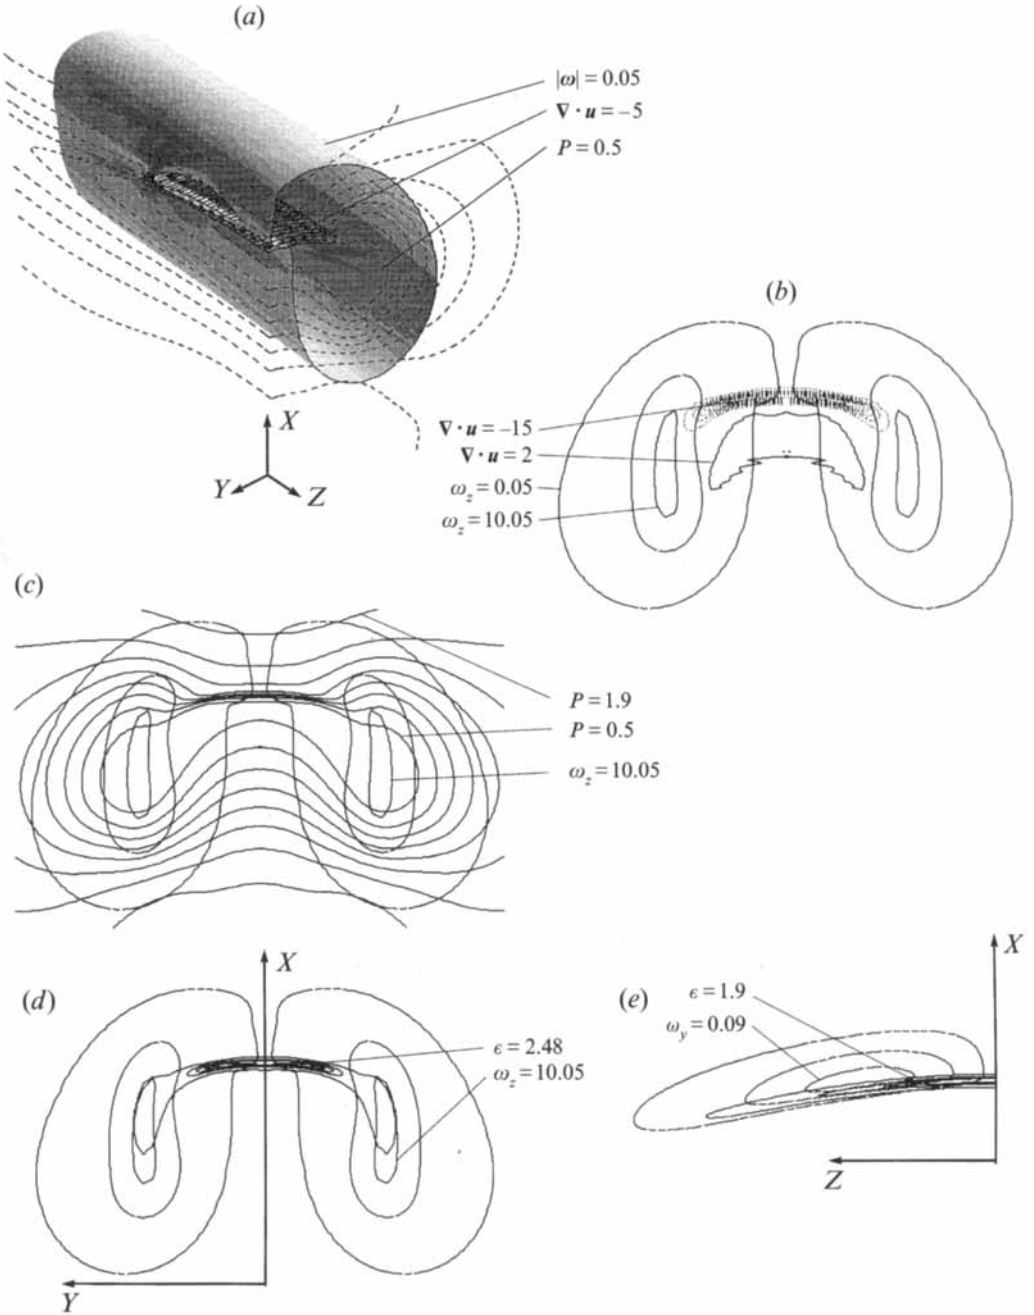 (a)
|ω| = 0.05
∇ · u = –5
P = 0.5
X
Y
Z
(b)
∇ · u = –15
∇ · u = 2
ω_z = 0.05
ω_z = 10.05
(c)
P = 1.9
P = 0.5
ω_z = 10.05
(d)
X
ϵ = 2.48
ω_z = 10.05
Y
(e)
X
ϵ = 1.9
ω_y = 0.09
Z